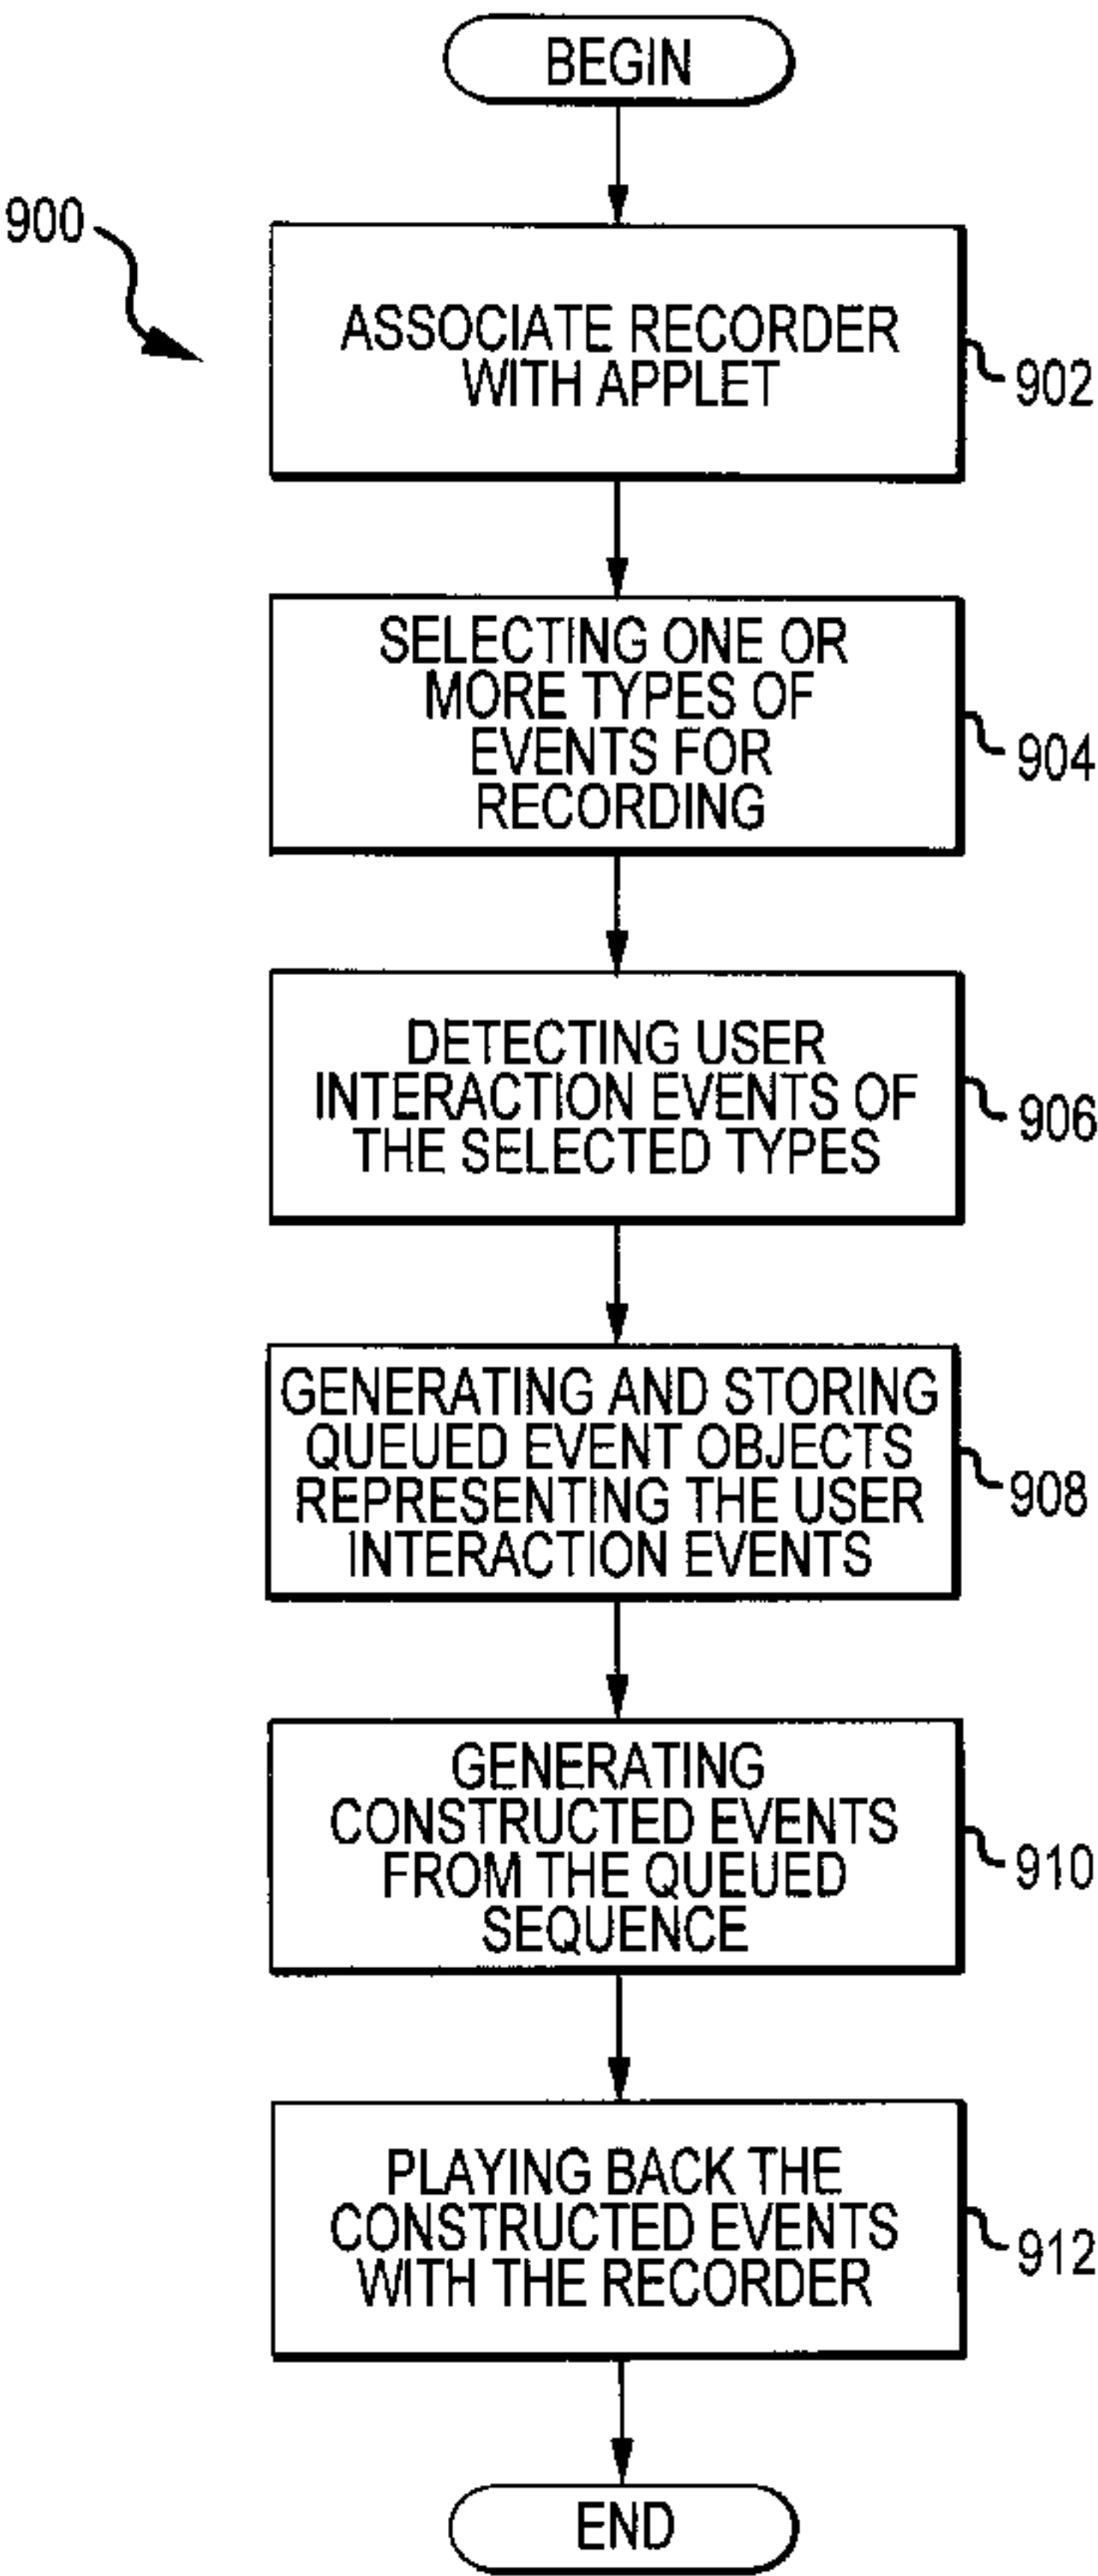 BEGIN
900
ASSOCIATE RECORDER
WITH APPLET
902
SELECTING ONE OR
MORE TYPES OF
EVENTS FOR
RECORDING
904
DETECTING USER
INTERACTION EVENTS OF
THE SELECTED TYPES
906
GENERATING AND STORING
QUEUED EVENT OBJECTS
REPRESENTING THE USER
INTERACTION EVENTS
908
GENERATING
CONSTRUCTED EVENTS
FROM THE QUEUED
SEQUENCE
910
PLAYING BACK THE
CONSTRUCTED EVENTS
WITH THE RECORDER
912
END